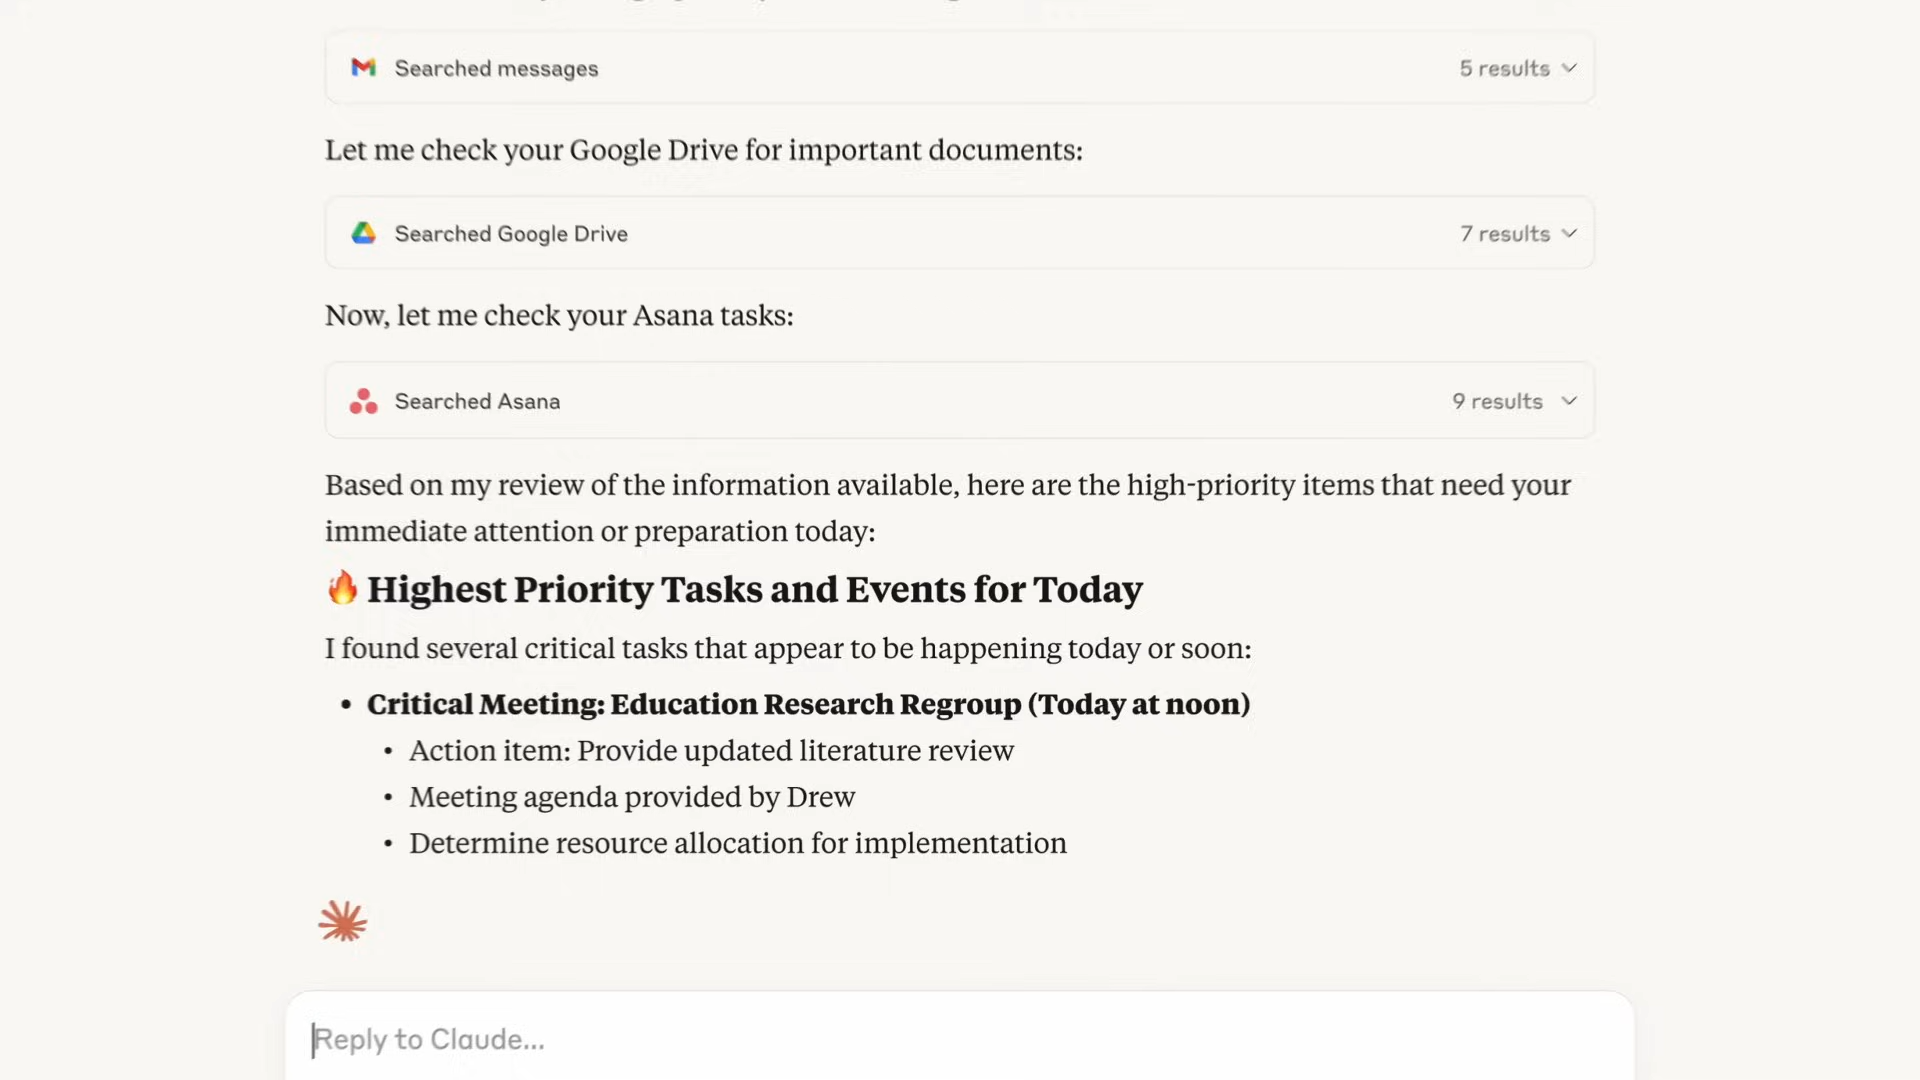 Searched messages
5 results
Let me check your Google Drive for important documents:
Searched Google Drive
7 results
Now, let me check your Asana tasks:
Searched Asana
9 results
Based on my review of the information available, here are the high-priority items that need your
immediate attention or preparation today:
🔥 Highest Priority Tasks and Events for Today
I found several critical tasks that appear to be happening today or soon:
• Critical Meeting: Education Research Regroup (Today at noon)
• Action item: Provide updated literature review
• Meeting agenda provided by Drew
• Determine resource allocation for implementation
Reply to Claude...